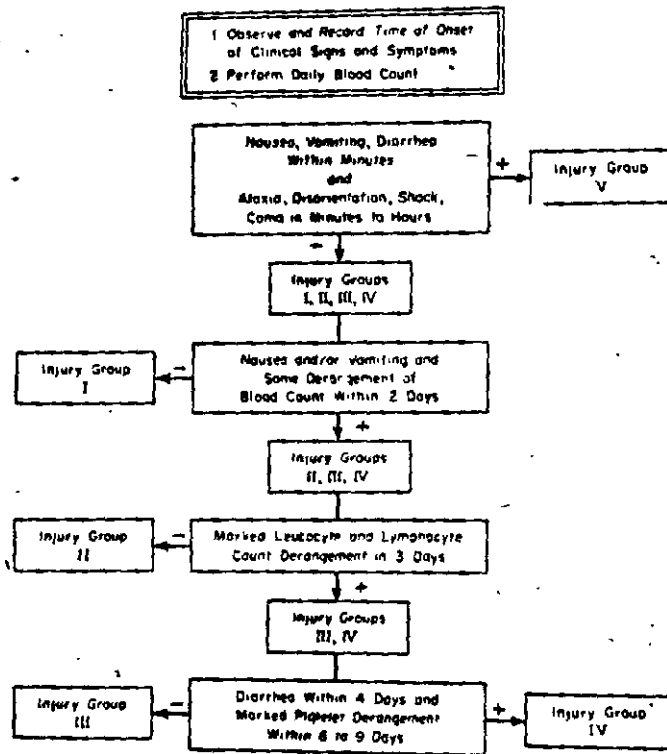 1 Observe and Record Time of Onset
of Clinical Signs and Symptoms
2 Perform Daily Blood Count
Nausea, Vomiting, Diarrhea
Within Minutes
and
Ataxia, Disorientation, Shock,
Coma in Minutes to Hours
+
Injury Group
V
-
Injury Groups
I, II, III, IV
Injury Group
I
-
Nausea and/or Vomiting and
Some Derangement of
Blood Count Within 2 Days
+
Injury Groups
II, III, IV
Injury Group
II
-
Marked Leucocyte and Lymphocyte
Count Derangement in 3 Days
+
Injury Groups
III, IV
Injury Group
III
-
Diarrhea Within 4 Days and
Marked Platelet Derangement
Within 6 to 9 Days
+
Injury Group
IV